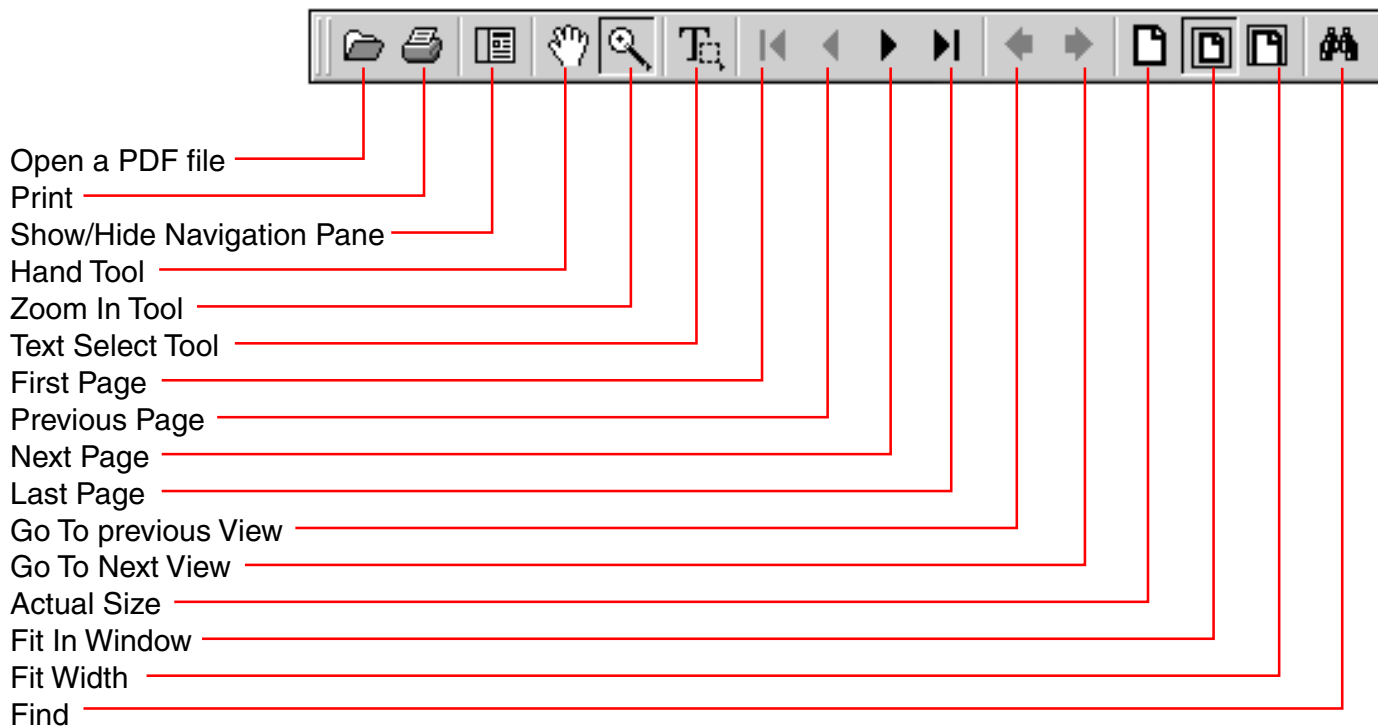 Open a PDF file
Print
Show/Hide Navigation Pane
Hand Tool
Zoom In Tool
Text Select Tool
First Page
Previous Page
Next Page
Last Page
Go To previous View
Go To Next View
Actual Size
Fit In Window
Fit Width
Find